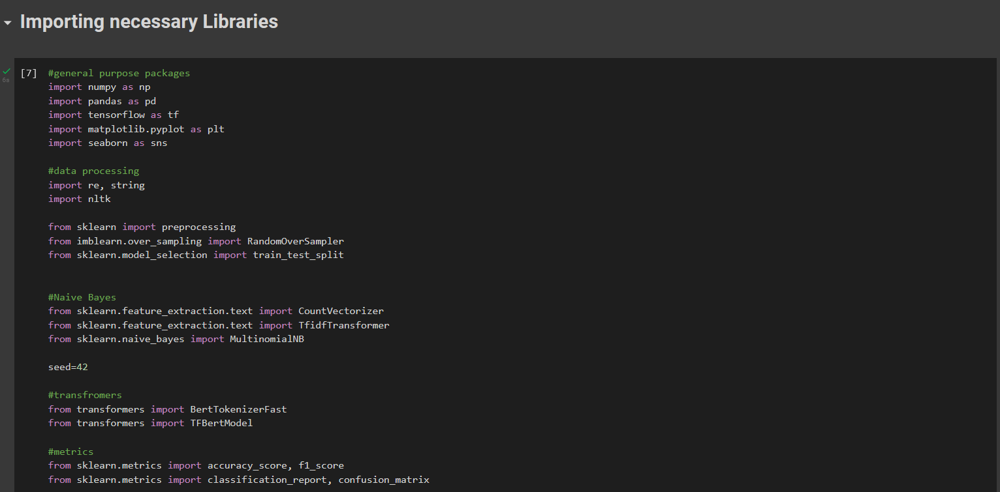 Importing necessary Libraries
6s
[7] #general purpose packages
import numpy as np
import pandas as pd
import tensorflow as tf
import matplotlib.pyplot as plt
import seaborn as sns
#data processing
import re, string
import nltk
from sklearn import preprocessing
from imblearn.over_sampling import RandomOverSampler
from sklearn.model_selection import train_test_split
#Naive Bayes
from sklearn.feature_extraction.text import CountVectorizer
from sklearn.feature_extraction.text import TfidfTransformer
from sklearn.naive_bayes import MultinomialNB
seed=42
#transfromers
from transformers import BertTokenizerFast
from transformers import TFBertModel
#metrics
from sklearn.metrics import accuracy_score, f1_score
from sklearn.metrics import classification_report, confusion_matrix